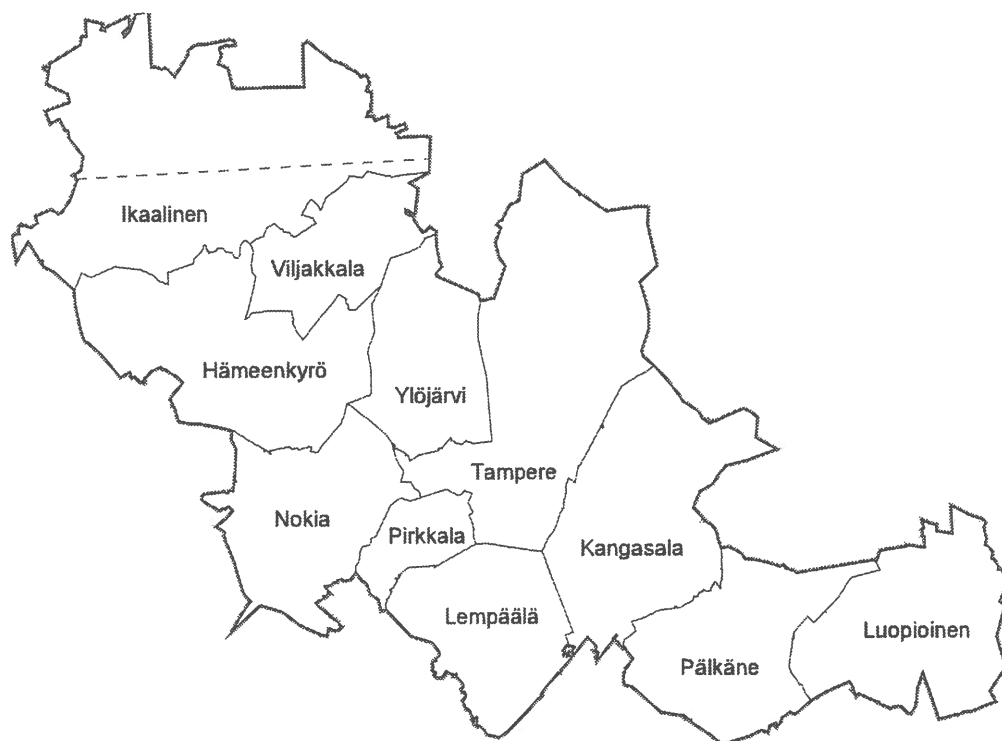 Ikaalinen
Viljakkala
Hämeenkyrö
Ylöjärvi
Tampere
Nokia
Pirkkala
Kangasala
Lempäälä
Luopioinen
Pälkäne